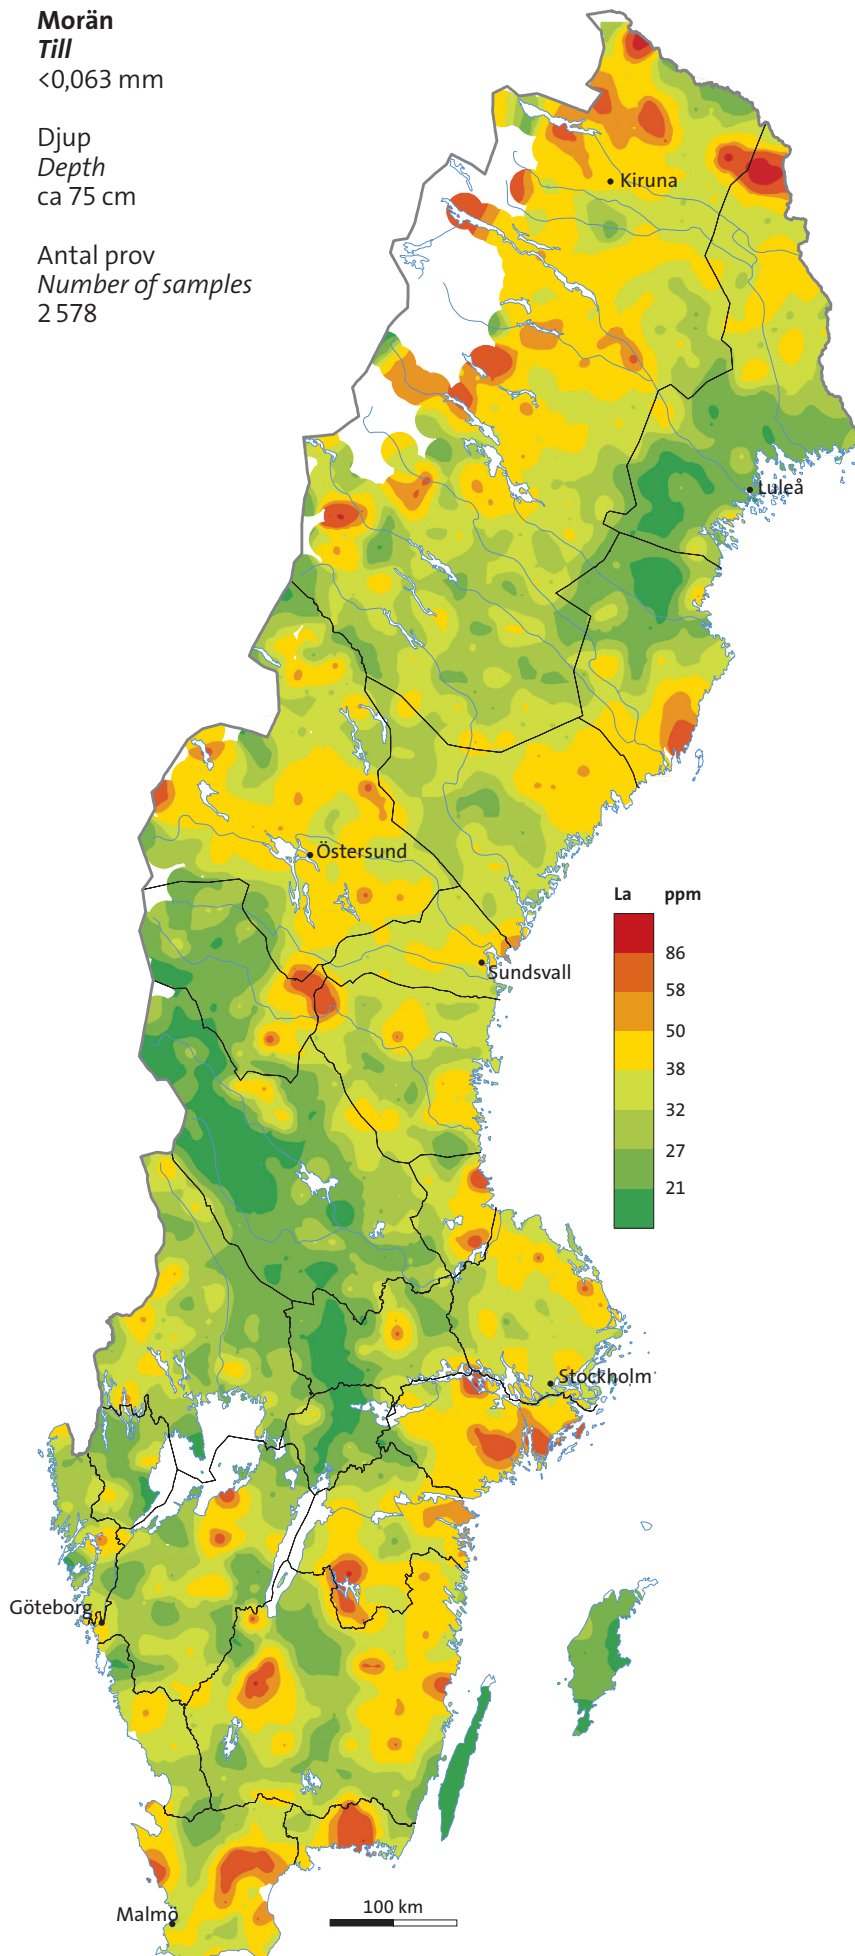 Morän
Till
<0,063 mm
Djup
Depth
ca 75 cm
Antal prov
Number of samples
2 578
Kiruna
Luleå
Östersund
La ppm
86
58
50
38
32
27
21
Sundsvall
Stockholm
Göteborg
Malmö
100 km